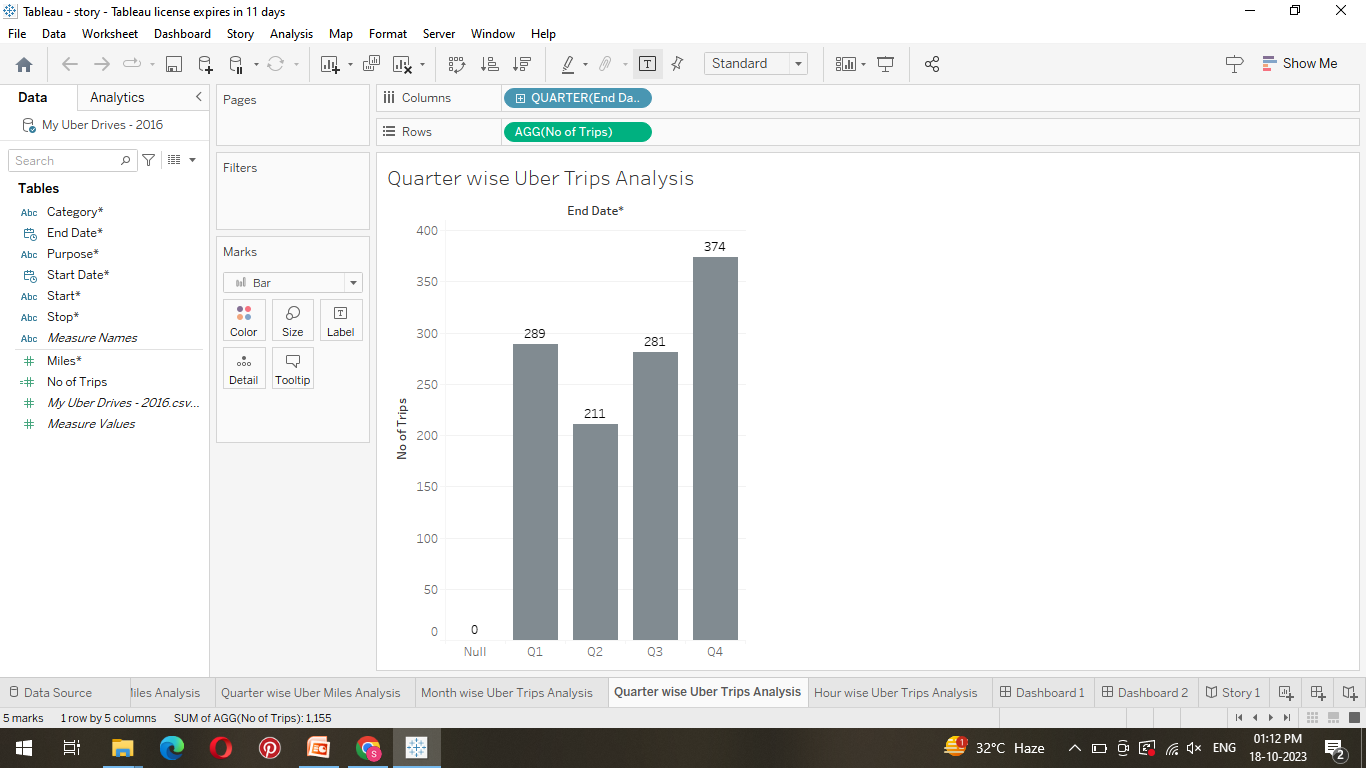 Tableau - story - Tableau license expires in 11 days
File Data Worksheet Dashboard Story Analysis Map Format Server Window Help
Standard
Show Me
Data Analytics
My Uber Drives - 2016
Search
Tables
Abc Category*
End Date*
Abc Purpose*
Start Date*
Abc Start*
Abc Stop*
Abc Measure Names
Miles*
No of Trips
My Uber Drives - 2016.csv...
Measure Values
Pages
Filters
Marks
Bar
Color Size Label
Detail Tooltip
Columns QUARTER(End Da..
Rows AGG(No of Trips)
Quarter wise Uber Trips Analysis
End Date*
No of Trips
400
350
300
250
200
150
100
50
0
0 289 211 281 374
Null Q1 Q2 Q3 Q4
Data Source Miles Analysis Quarter wise Uber Miles Analysis Month wise Uber Trips Analysis Quarter wise Uber Trips Analysis Hour wise Uber Trips Analysis Dashboard 1 Dashboard 2 Story 1
5 marks 1 row by 5 columns SUM of AGG(No of Trips): 1,155
1 32°C Haze ENG 01:12 PM
18-10-2023 2